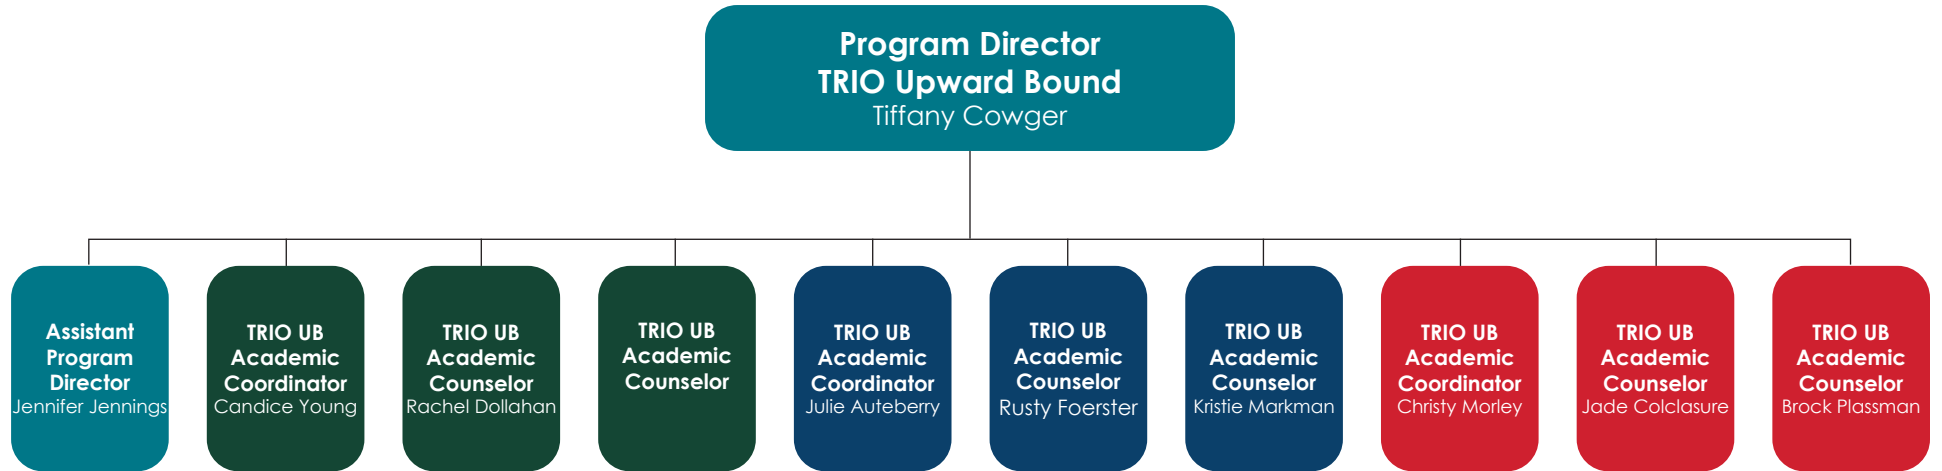 Program Director
TRIO Upward Bound
Tiffany Cowger
Assistant
Program
Director
Jennifer Jennings
TRIO UB
Academic
Coordinator
Candice Young
TRIO UB
Academic
Counselor
Rachel Dollahan
TRIO UB
Academic
Counselor
TRIO UB
Academic
Coordinator
Julie Auteberry
TRIO UB
Academic
Counselor
Rusty Foerster
TRIO UB
Academic
Counselor
Kristie Markman
TRIO UB
Academic
Coordinator
Christy Morley
TRIO UB
Academic
Counselor
Jade Colclasure
TRIO UB
Academic
Counselor
Brock Plassman